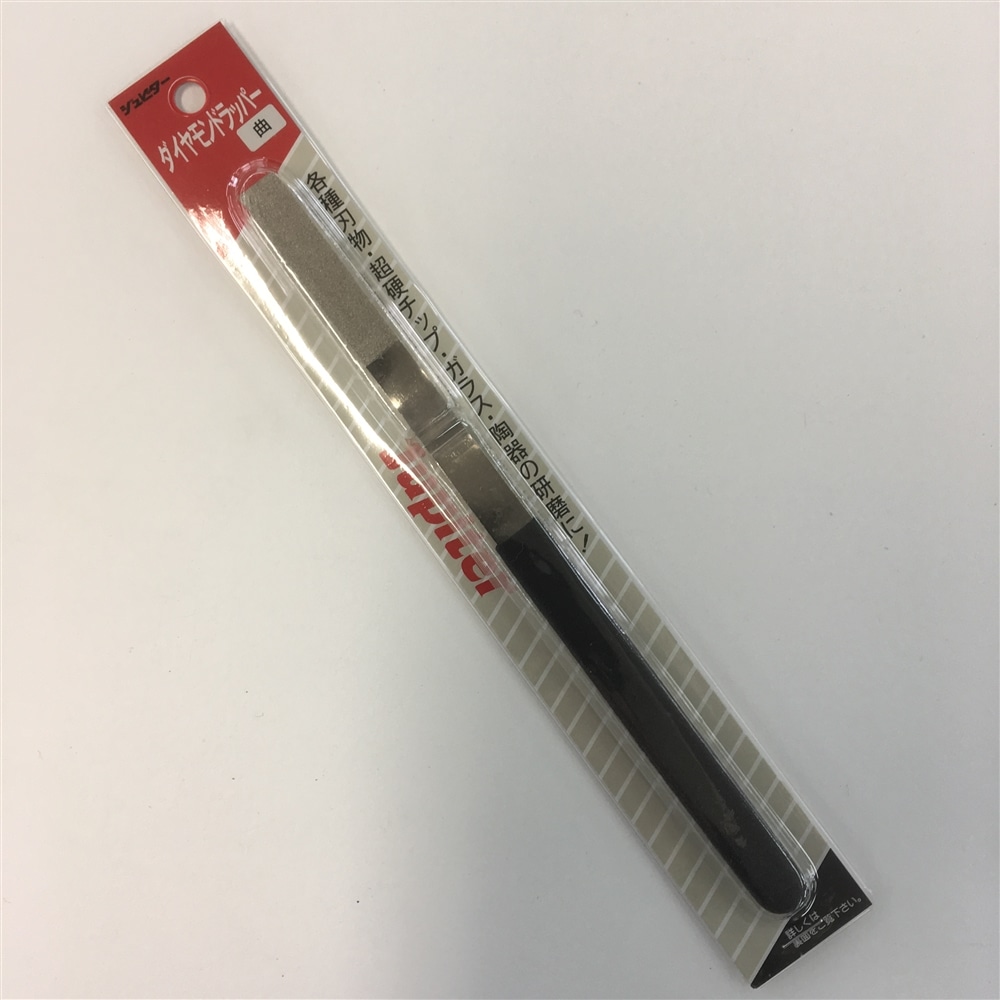 ジュピター
ダイヤモンドラッパー
曲
各種刃物・超硬チップ・ガラス・陶器の研磨に!
Jupiter
詳しくは
裏面をご覧下さい。